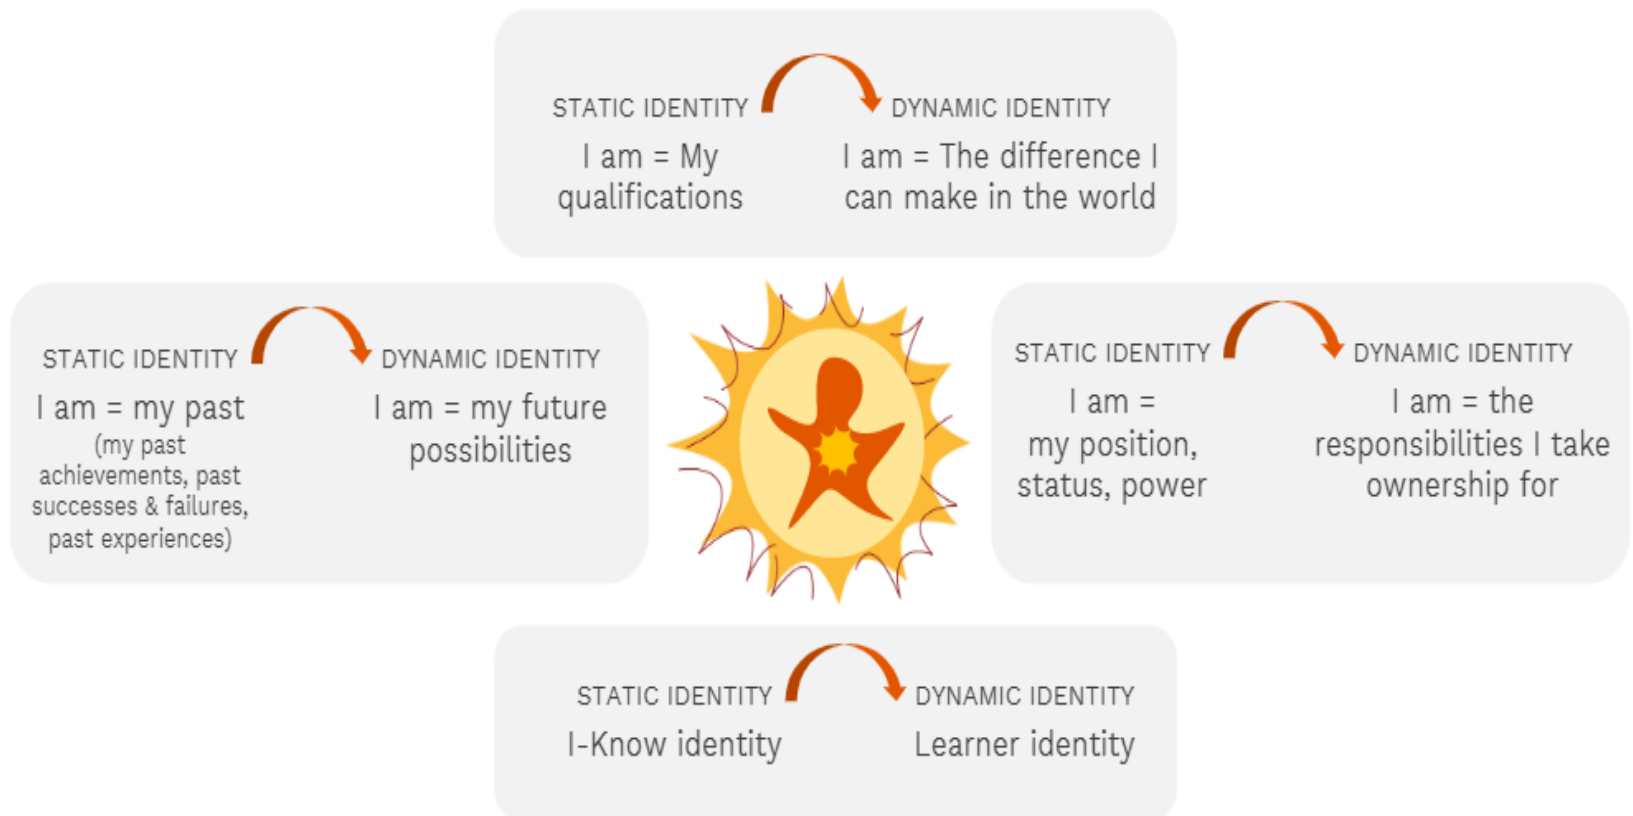 STATIC IDENTITY
I am = My
qualifications
DYNAMIC IDENTITY
I am = The difference I
can make in the world
STATIC IDENTITY
I am = my past
(my past
achievements, past
successes & failures,
past experiences)
DYNAMIC IDENTITY
I am = my future
possibilities
STATIC IDENTITY
I am =
my position,
status, power
DYNAMIC IDENTITY
I am = the
responsibilities I take
ownership for
STATIC IDENTITY
I-Know identity
DYNAMIC IDENTITY
Learner identity